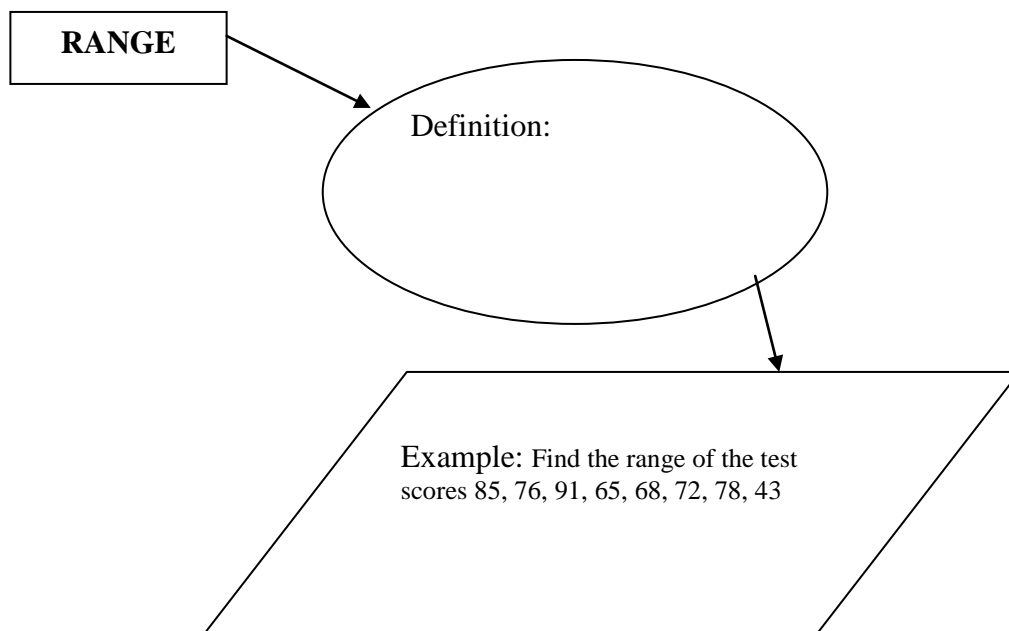 RANGE
Definition:
Example: Find the range of the test
scores 85, 76, 91, 65, 68, 72, 78, 43